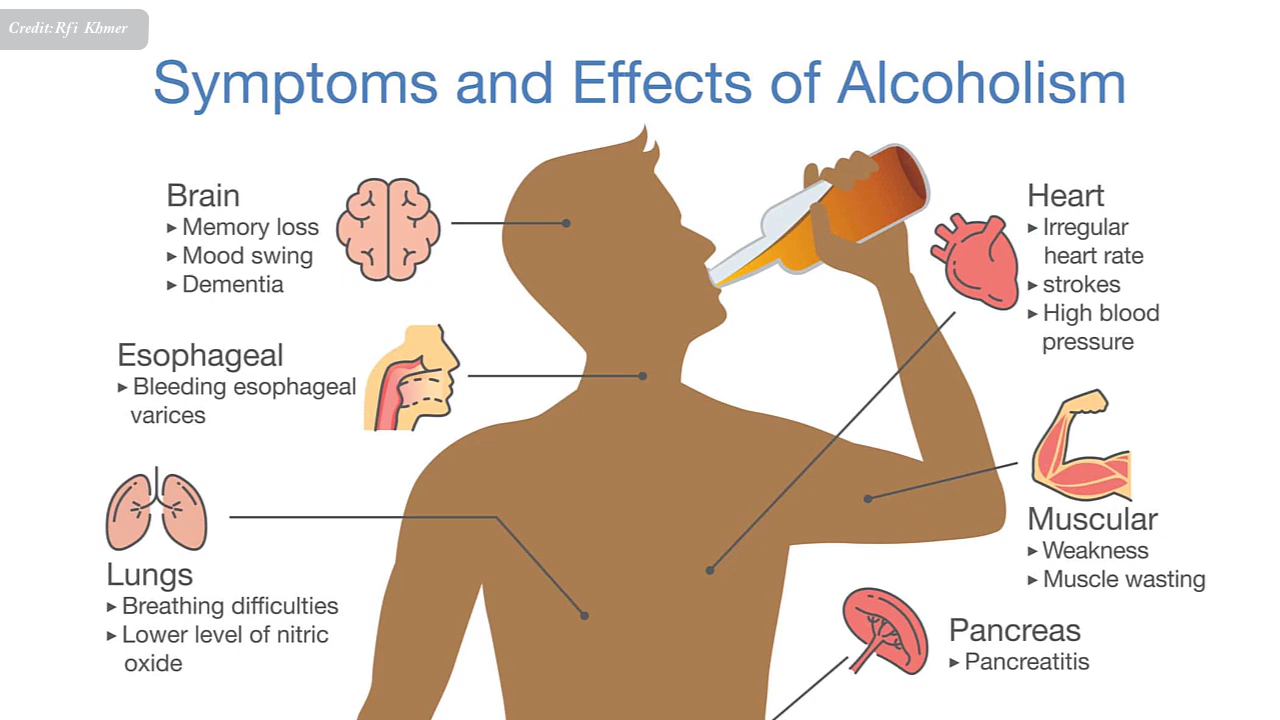 Credit:Rfi Khmer
Symptoms and Effects of Alcoholism
Brain
▸ Memory loss
▸ Mood swing
▸ Dementia
Esophageal
▸ Bleeding esophageal
varices
Lungs
▸ Breathing difficulties
▸ Lower level of nitric
oxide
Heart
▸ Irregular
heart rate
▸ strokes
▸ High blood
pressure
Muscular
▸ Weakness
▸ Muscle wasting
Pancreas
▸ Pancreatitis